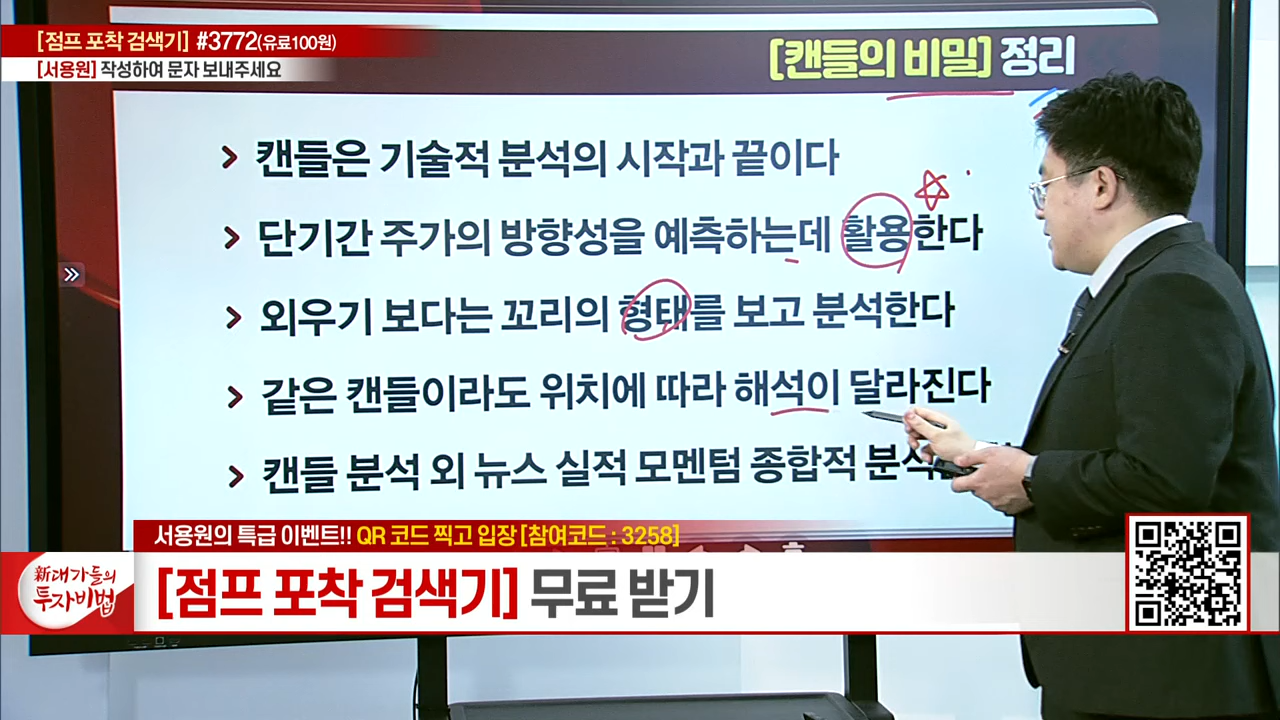 [점프 포착 검색기] #3772(유료100원)
[서용원] 작성하여 문자 보내주세요
[캔들의 비밀] 정리
캔들은 기술적 분석의 시작과 끝이다
단기간 주가의 방향성을 예측하는데 활용한다
외우기 보다는 꼬리의 형태를 보고 분석한다
같은 캔들이라도 위치에 따라 해석이 달라진다
캔들 분석 외 뉴스 실적 모멘텀 종합적 분석
서용원의 특급 이벤트!! QR 코드 찍고 입장 [참여코드 : 3258]
新대가들의
투자비법
[점프 포착 검색기] 무료 받기